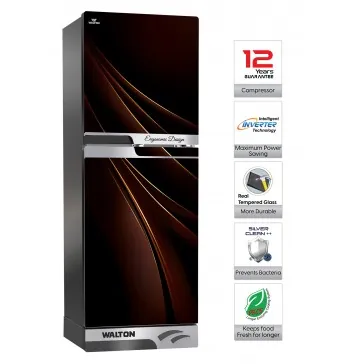 WALTON
Ergonomic Design
WALTON
12
Years
GUARANTEE
Compressor
Intelligent
INVERTER
Technology
Maximum Power
Saving
Real
Tempered Glass
More Durable
SILVER
CLEAN ++
Prevents Bacteria
Keeps food
Fresh for longer